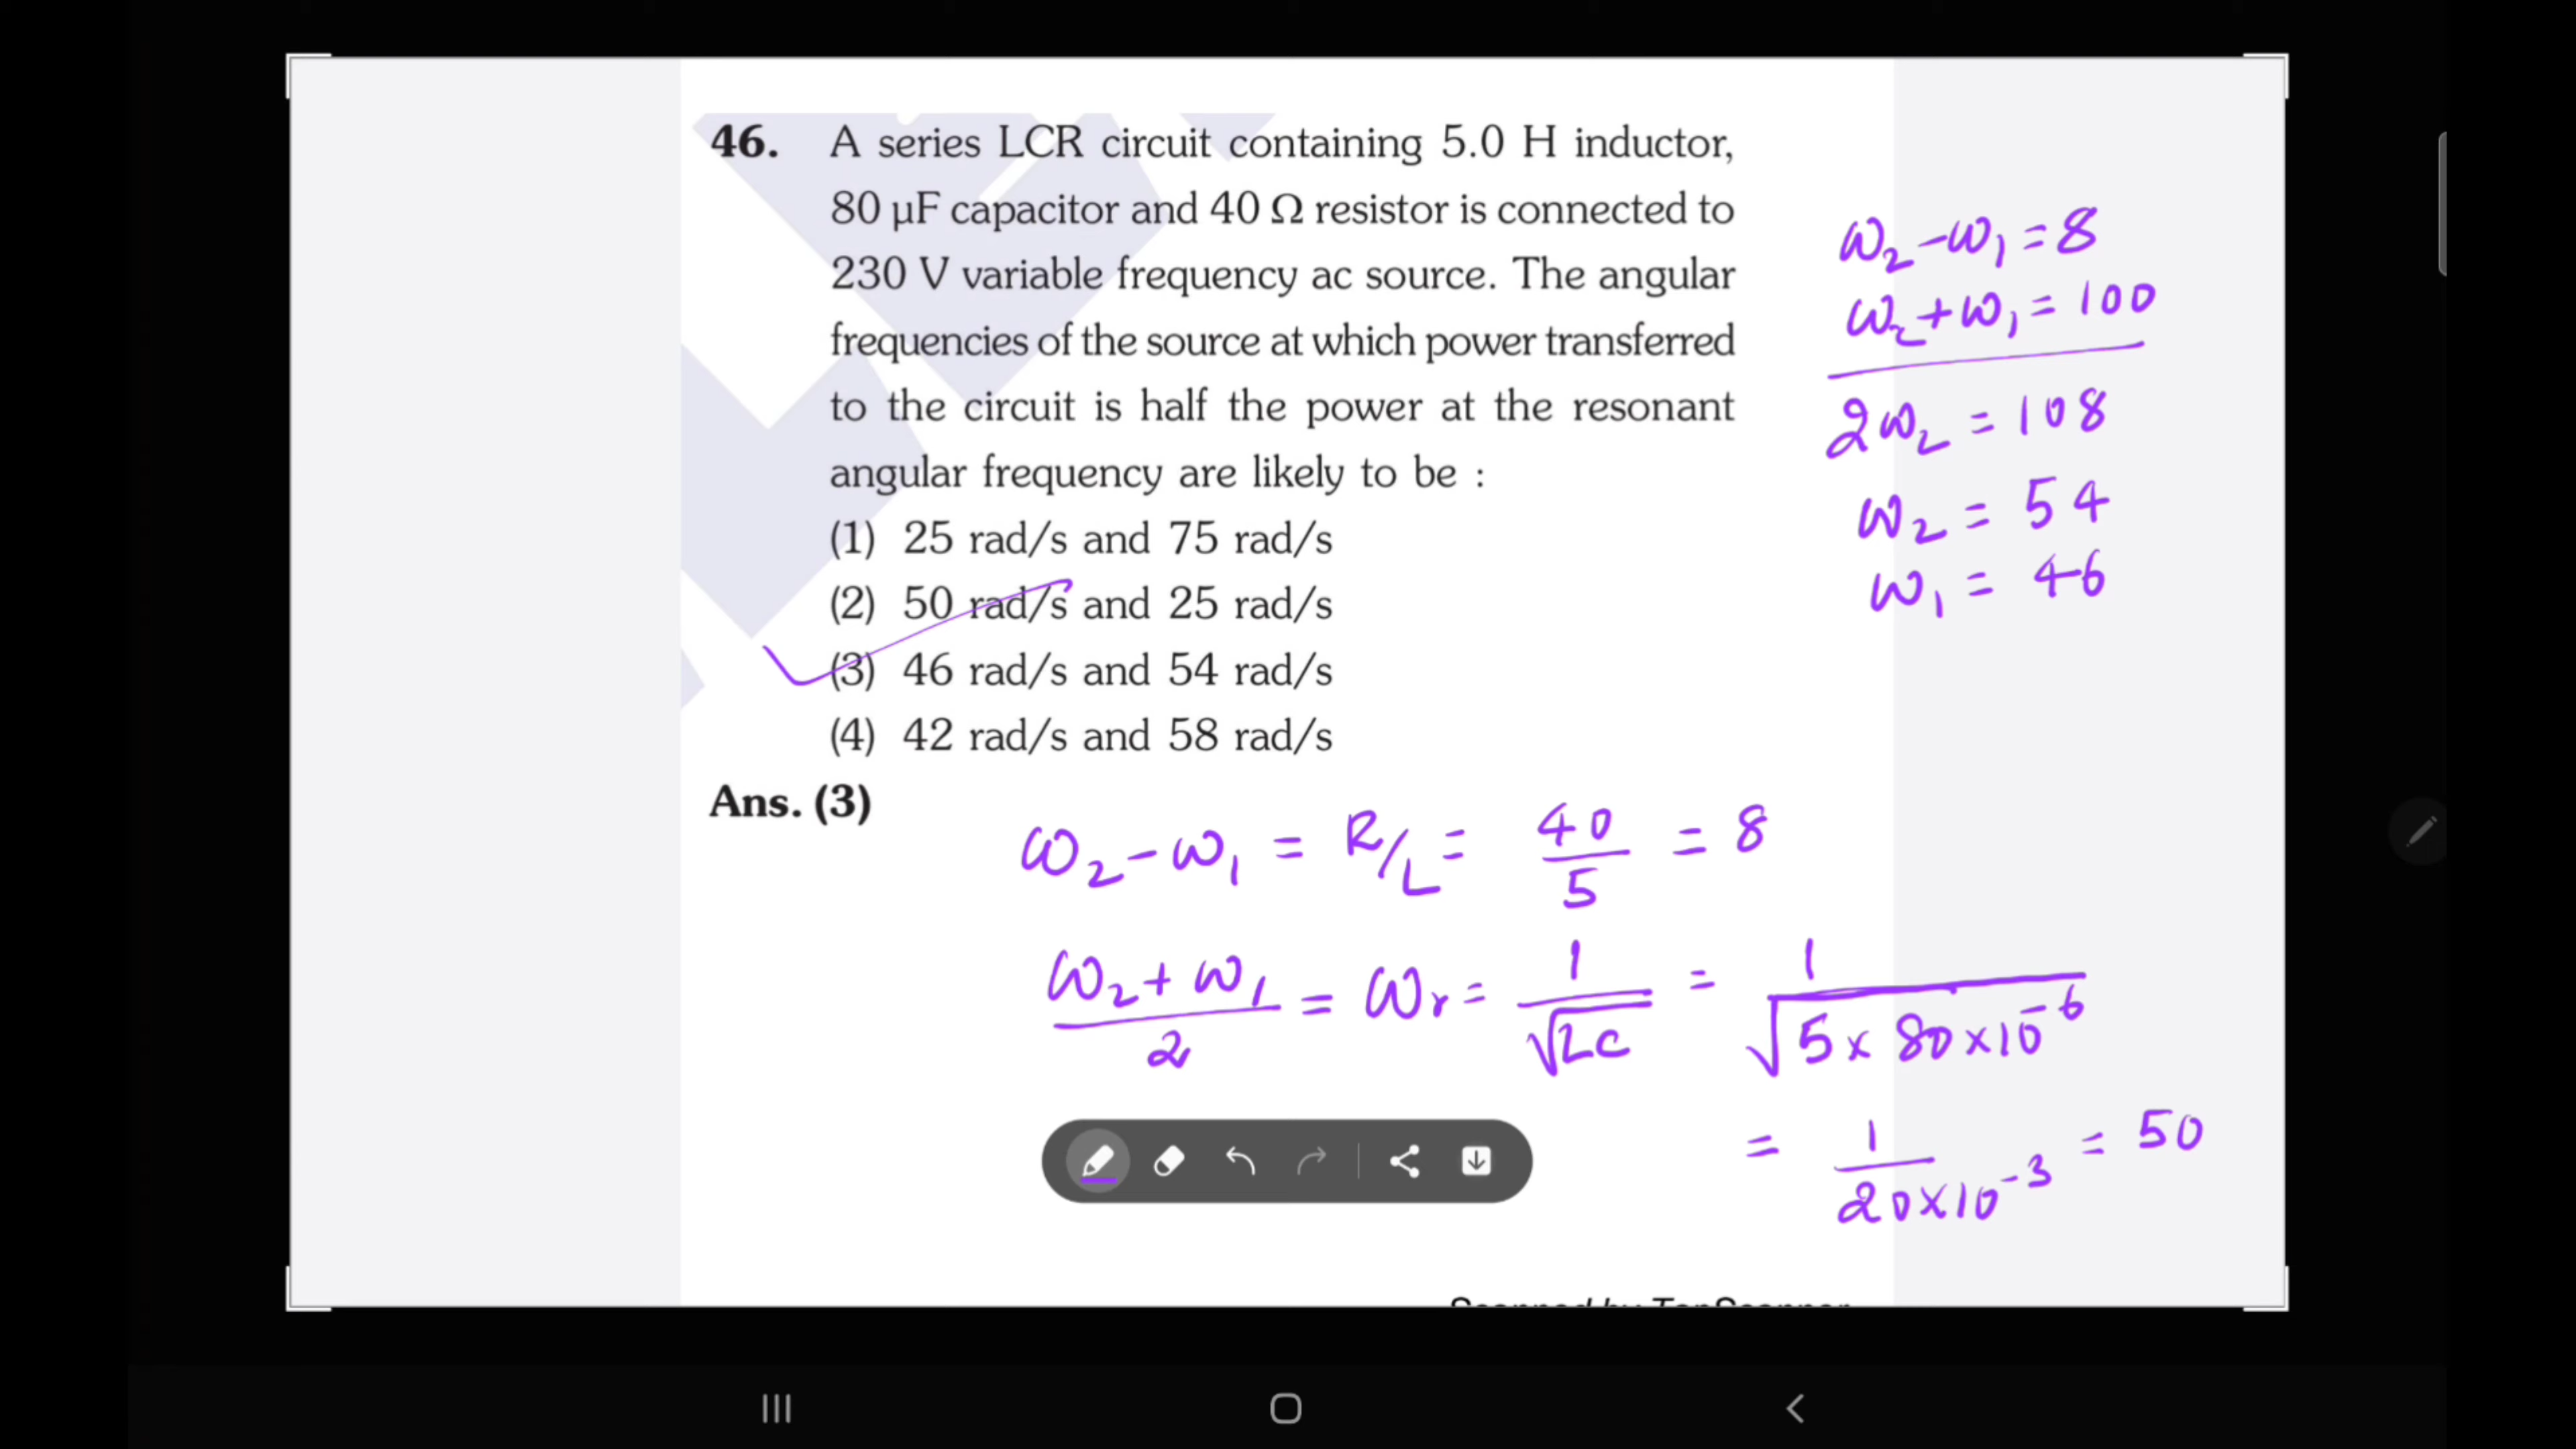 46. A series LCR circuit containing 5.0 H inductor,
80 µF capacitor and 40 Ω resistor is connected to
230 V variable frequency ac source. The angular
frequencies of the source at which power transferred
to the circuit is half the power at the resonant
angular frequency are likely to be :
(1) 25 rad/s and 75 rad/s
(2) 50 rad/s and 25 rad/s
(3) 46 rad/s and 54 rad/s
(4) 42 rad/s and 58 rad/s
Ans. (3)
ω₂ - ω₁ = R/L = 40/5 = 8
(ω₂ + ω₁)/2 = ωr = 1/√LC = 1/√(5 × 80 × 10⁻⁶)
= 1/(20 × 10⁻³) = 50
ω₂ - ω₁ = 8
ω₂ + ω₁ = 100
2ω₂ = 108
ω₂ = 54
ω₁ = 46
Scanned by TapScanner